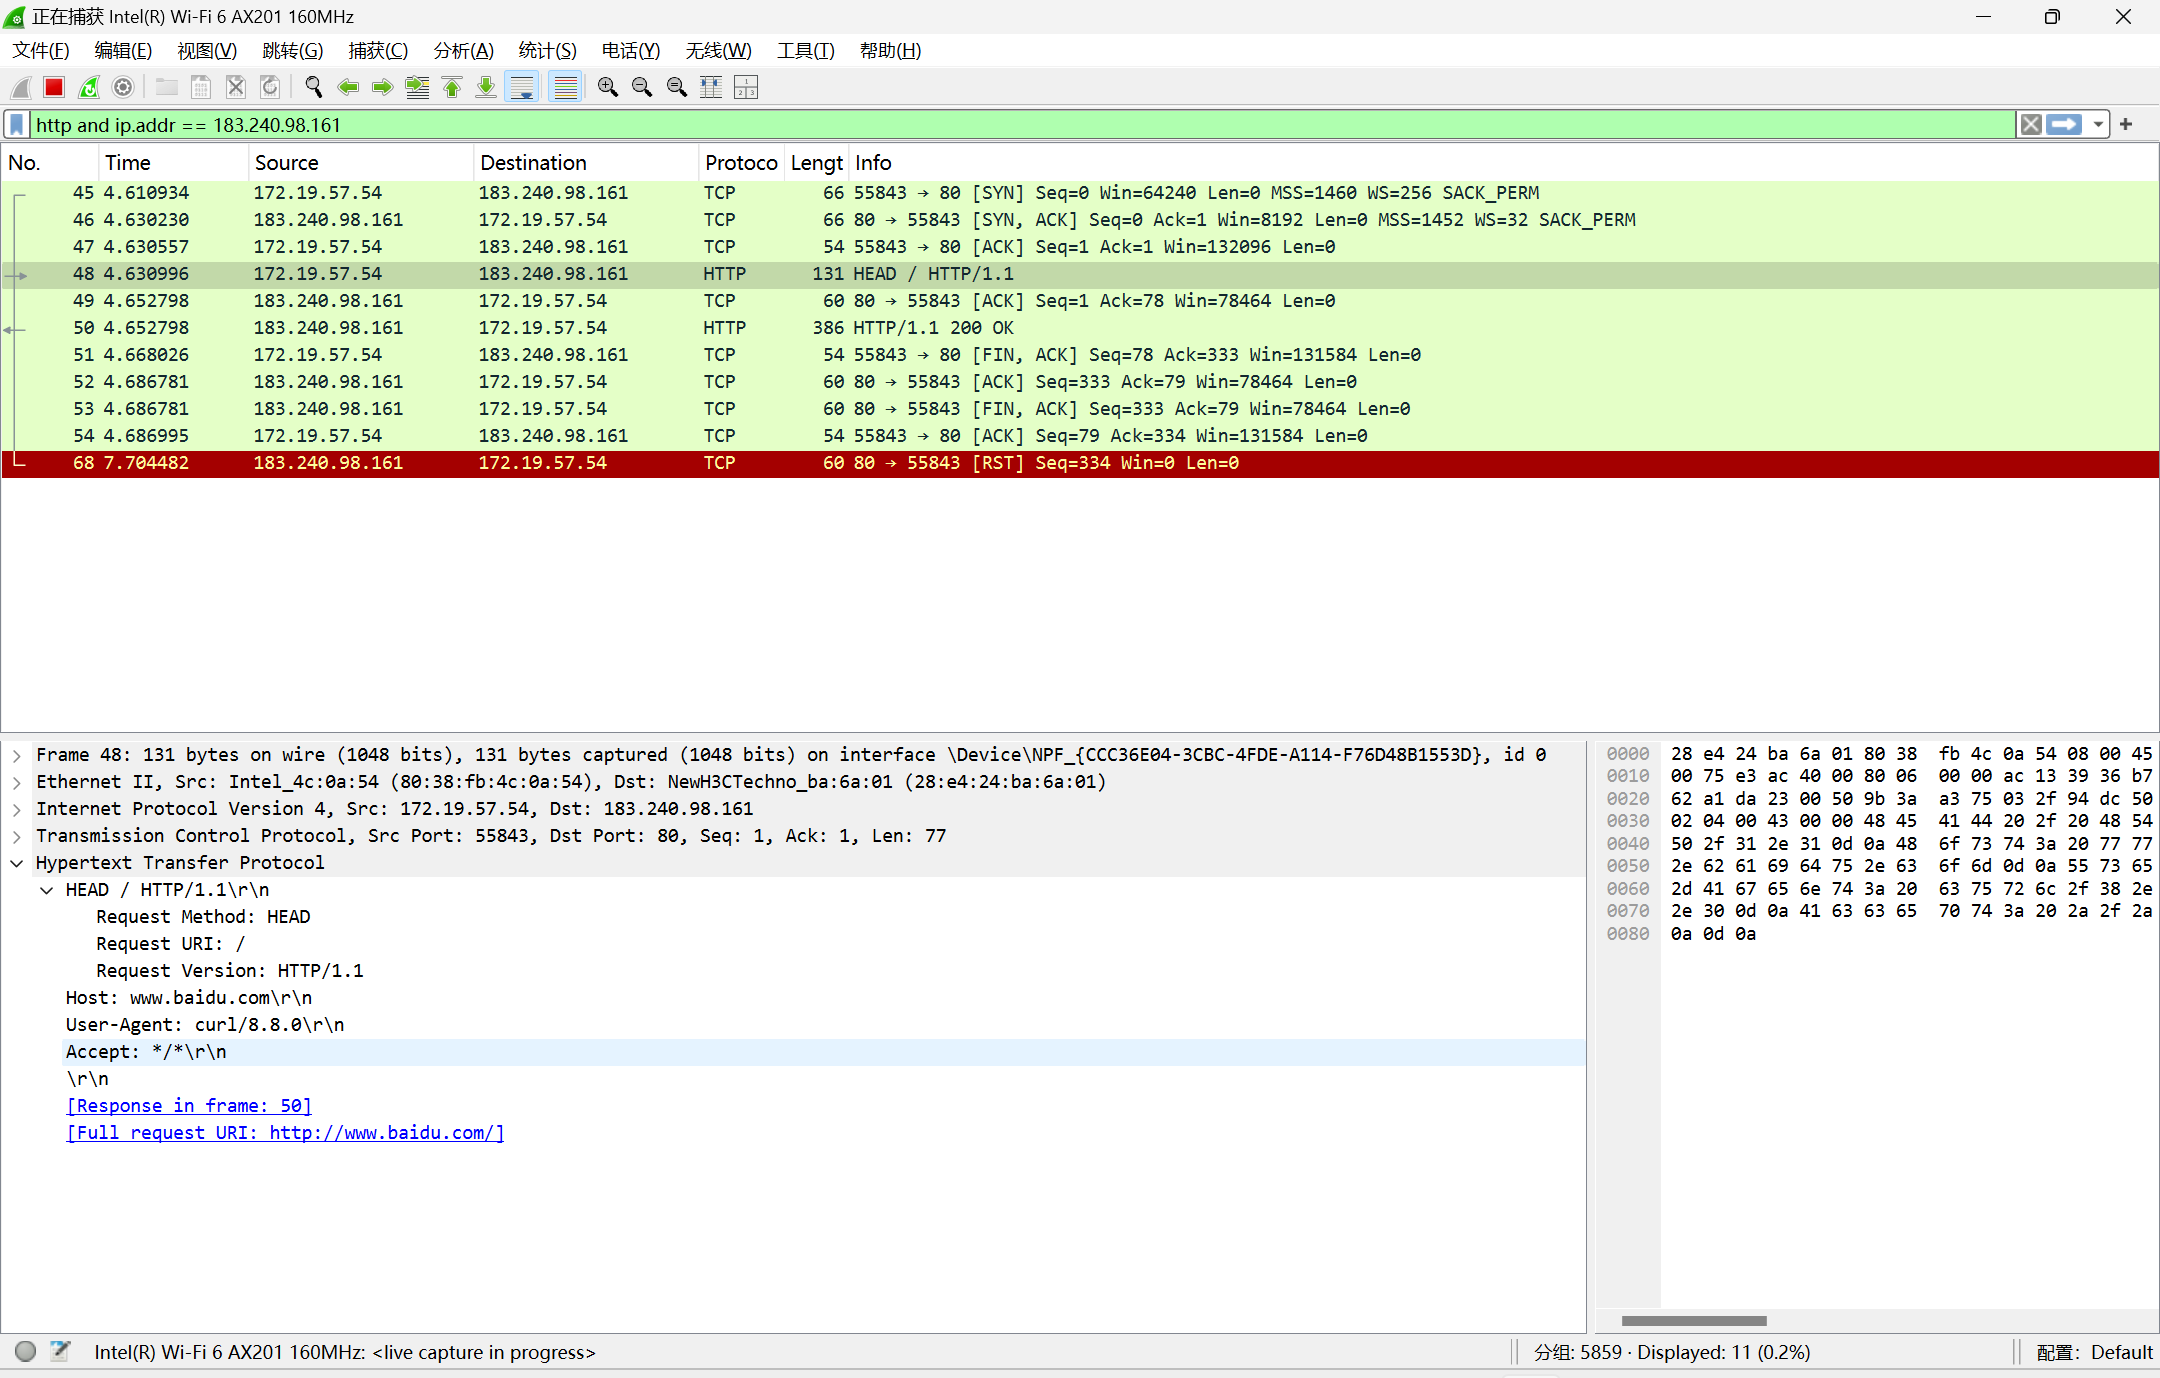 正在捕获 Intel(R) Wi-Fi 6 AX201 160MHz
文件(F) 编辑(E) 视图(V) 跳转(G) 捕获(C) 分析(A) 统计(S) 电话(Y) 无线(W) 工具(T) 帮助(H)
http and ip.addr == 183.240.98.161
No. Time Source Destination Protoco Lengt Info
45 4.610934 172.19.57.54 183.240.98.161 TCP 66 55843 → 80 [SYN] Seq=0 Win=64240 Len=0 MSS=1460 WS=256 SACK_PERM
46 4.630230 183.240.98.161 172.19.57.54 TCP 66 80 → 55843 [SYN, ACK] Seq=0 Ack=1 Win=8192 Len=0 MSS=1452 WS=32 SACK_PERM
47 4.630557 172.19.57.54 183.240.98.161 TCP 54 55843 → 80 [ACK] Seq=1 Ack=1 Win=132096 Len=0
48 4.630996 172.19.57.54 183.240.98.161 HTTP 131 HEAD / HTTP/1.1
49 4.652798 183.240.98.161 172.19.57.54 TCP 60 80 → 55843 [ACK] Seq=1 Ack=78 Win=78464 Len=0
50 4.652798 183.240.98.161 172.19.57.54 HTTP 386 HTTP/1.1 200 OK
51 4.668026 172.19.57.54 183.240.98.161 TCP 54 55843 → 80 [FIN, ACK] Seq=78 Ack=333 Win=131584 Len=0
52 4.686781 183.240.98.161 172.19.57.54 TCP 60 80 → 55843 [ACK] Seq=333 Ack=79 Win=78464 Len=0
53 4.686781 183.240.98.161 172.19.57.54 TCP 60 80 → 55843 [FIN, ACK] Seq=333 Ack=79 Win=78464 Len=0
54 4.686995 172.19.57.54 183.240.98.161 TCP 54 55843 → 80 [ACK] Seq=79 Ack=334 Win=131584 Len=0
68 7.704482 183.240.98.161 172.19.57.54 TCP 60 80 → 55843 [RST] Seq=334 Win=0 Len=0
Frame 48: 131 bytes on wire (1048 bits), 131 bytes captured (1048 bits) on interface \Device\NPF_{CCC36E04-3CBC-4FDE-A114-F76D48B1553D}, id 0
Ethernet II, Src: Intel_4c:0a:54 (80:38:fb:4c:0a:54), Dst: NewH3CTechno_ba:6a:01 (28:e4:24:ba:6a:01)
Internet Protocol Version 4, Src: 172.19.57.54, Dst: 183.240.98.161
Transmission Control Protocol, Src Port: 55843, Dst Port: 80, Seq: 1, Ack: 1, Len: 77
Hypertext Transfer Protocol
HEAD / HTTP/1.1\r\n
Request Method: HEAD
Request URI: /
Request Version: HTTP/1.1
Host: www.baidu.com\r\n
User-Agent: curl/8.8.0\r\n
Accept: */*\r\n
\r\n
[Response in frame: 50]
[Full request URI: http://www.baidu.com/]
0000 28 e4 24 ba 6a 01 80 38 fb 4c 0a 54 08 00 45
0010 00 75 e3 ac 40 00 80 06 00 00 ac 13 39 36 b7
0020 62 a1 da 23 00 50 9b 3a a3 75 03 2f 94 dc 50
0030 02 04 00 43 00 00 48 45 41 44 20 2f 20 48 54
0040 50 2f 31 2e 31 0d 0a 48 6f 73 74 3a 20 77 77
0050 2e 62 61 69 64 75 2e 63 6f 6d 0d 0a 55 73 65
0060 2d 41 67 65 6e 74 3a 20 63 75 72 6c 2f 38 2e
0070 2e 30 0d 0a 41 63 63 65 70 74 3a 20 2a 2f 2a
0080 0a 0d 0a
Intel(R) Wi-Fi 6 AX201 160MHz: <live capture in progress>
分组: 5859 · Displayed: 11 (0.2%)
配置: Default